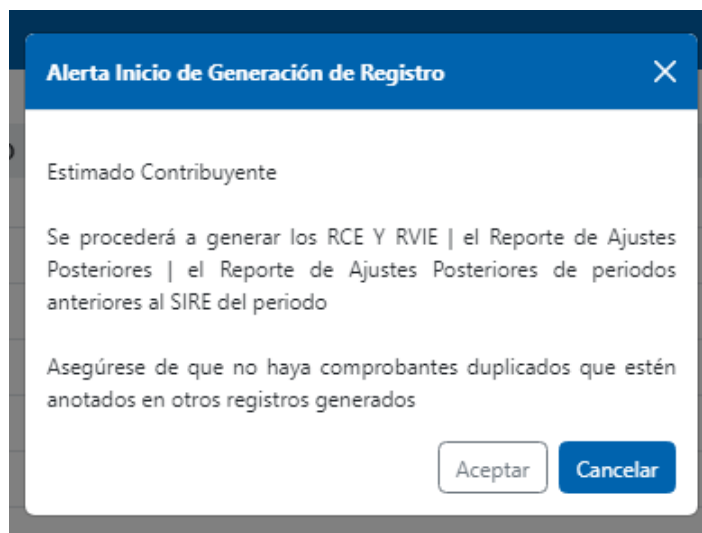 Alerta Inicio de Generación de Registro
Estimado Contribuyente
Se procederá a generar los RCE Y RVIE | el Reporte de Ajustes
Posteriores | el Reporte de Ajustes Posteriores de periodos
anteriores al SIRE del periodo
Asegúrese de que no haya comprobantes duplicados que estén
anotados en otros registros generados
Aceptar Cancelar